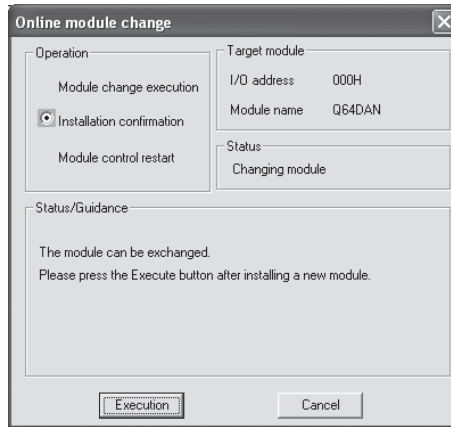 Online module change
Operation
Module change execution
Installation confirmation
Module control restart
Target module
I/O address 000H
Module name Q64DAN
Status
Changing module
Status/Guidance
The module can be exchanged.
Please press the Execute button after installing a new module.
Execution Cancel